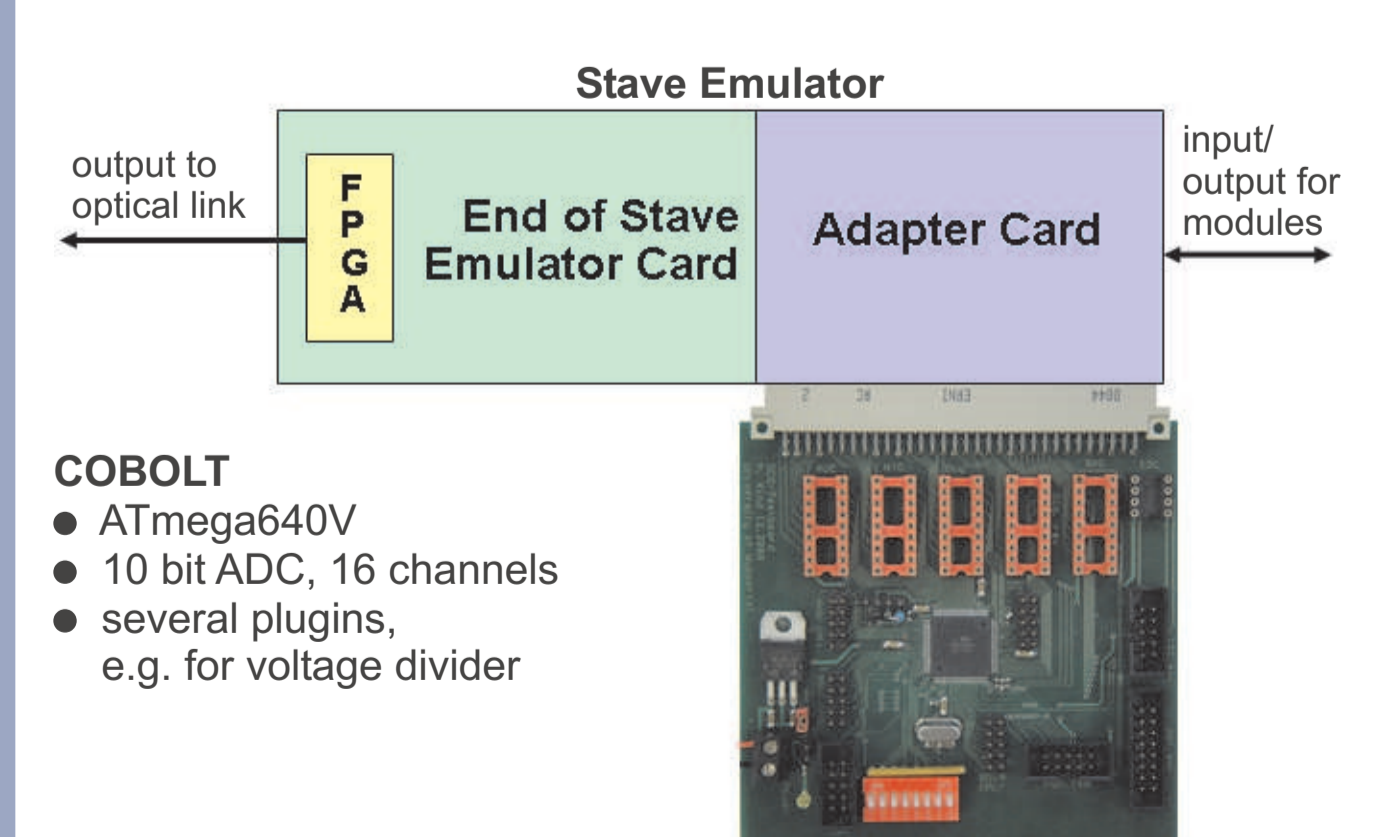 Stave Emulator
output to
optical link
F
P
G
A
End of Stave
Emulator Card
Adapter Card
input/
output for
modules
COBOLT
● ATmega640V
● 10 bit ADC, 16 channels
● several plugins,
e.g. for voltage divider